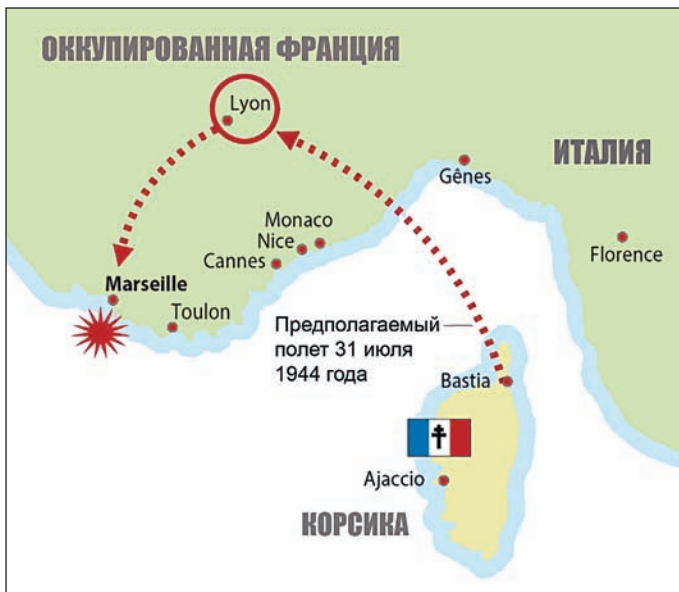 ОККУПИРОВАННАЯ ФРАНЦИЯ
Lyon
ИТАЛИЯ
Gênes
Monaco
Nice
Cannes
Florence
Marseille
Toulon
Предполагаемый
полет 31 июля
1944 года
Bastia
Ajaccio
КОРСИКА